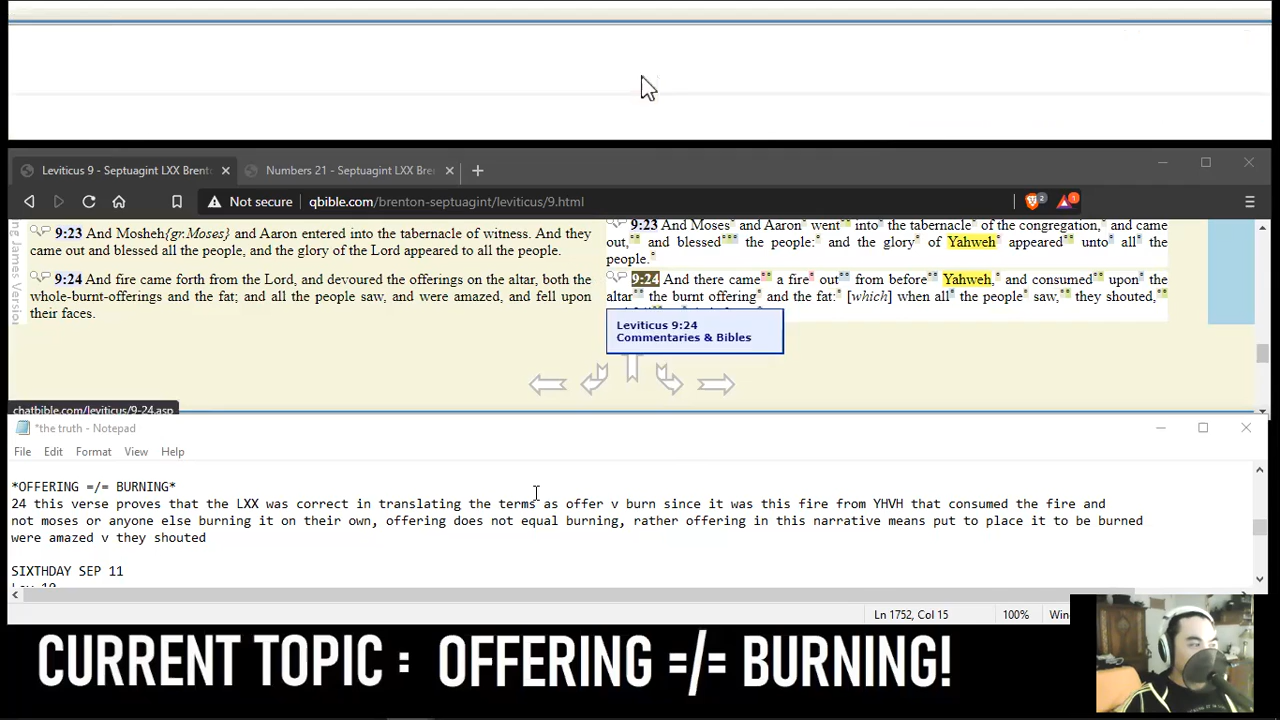 Leviticus 9 - Septuagint LXX Brent
Numbers 21 - Septuagint LXX Bre
Not secure
qbible.com/brenton-septuagint/leviticus/9.html
2
1
9:23 And Mosheh{gr.Moses} and Aaron entered into the tabernacle of witness. And they
came out and blessed all the people, and the glory of the Lord appeared to all the people.
9:24 And fire came forth from the Lord, and devoured the offerings on the altar, both the
whole-burnt-offerings and the fat; and all the people saw, and were amazed, and fell upon
their faces.
9:23 And Moses and Aaron went into the tabernacle of the congregation, and came
out, and blessed the people: and the glory of Yahweh appeared unto all the
people.
9:24 And there came a fire out from before Yahweh, and consumed upon the
altar the burnt offering and the fat: [which] when all the people saw, they shouted,
Leviticus 9:24
Commentaries & Bibles
ng James Version
chatbible.com/leviticus/9-24.asp
*the truth - Notepad
File Edit Format View Help
*OFFERING =/= BURNING*
24 this verse proves that the LXX was correct in translating the terms as offer v burn since it was this fire from YHVH that consumed the fire and
not moses or anyone else burning it on their own, offering does not equal burning, rather offering in this narrative means put to place it to be burned
were amazed v they shouted
SIXTHDAY SEP 11
Lev 10
Ln 1752, Col 15
100%
Win
CURRENT TOPIC : OFFERING =/= BURNING!